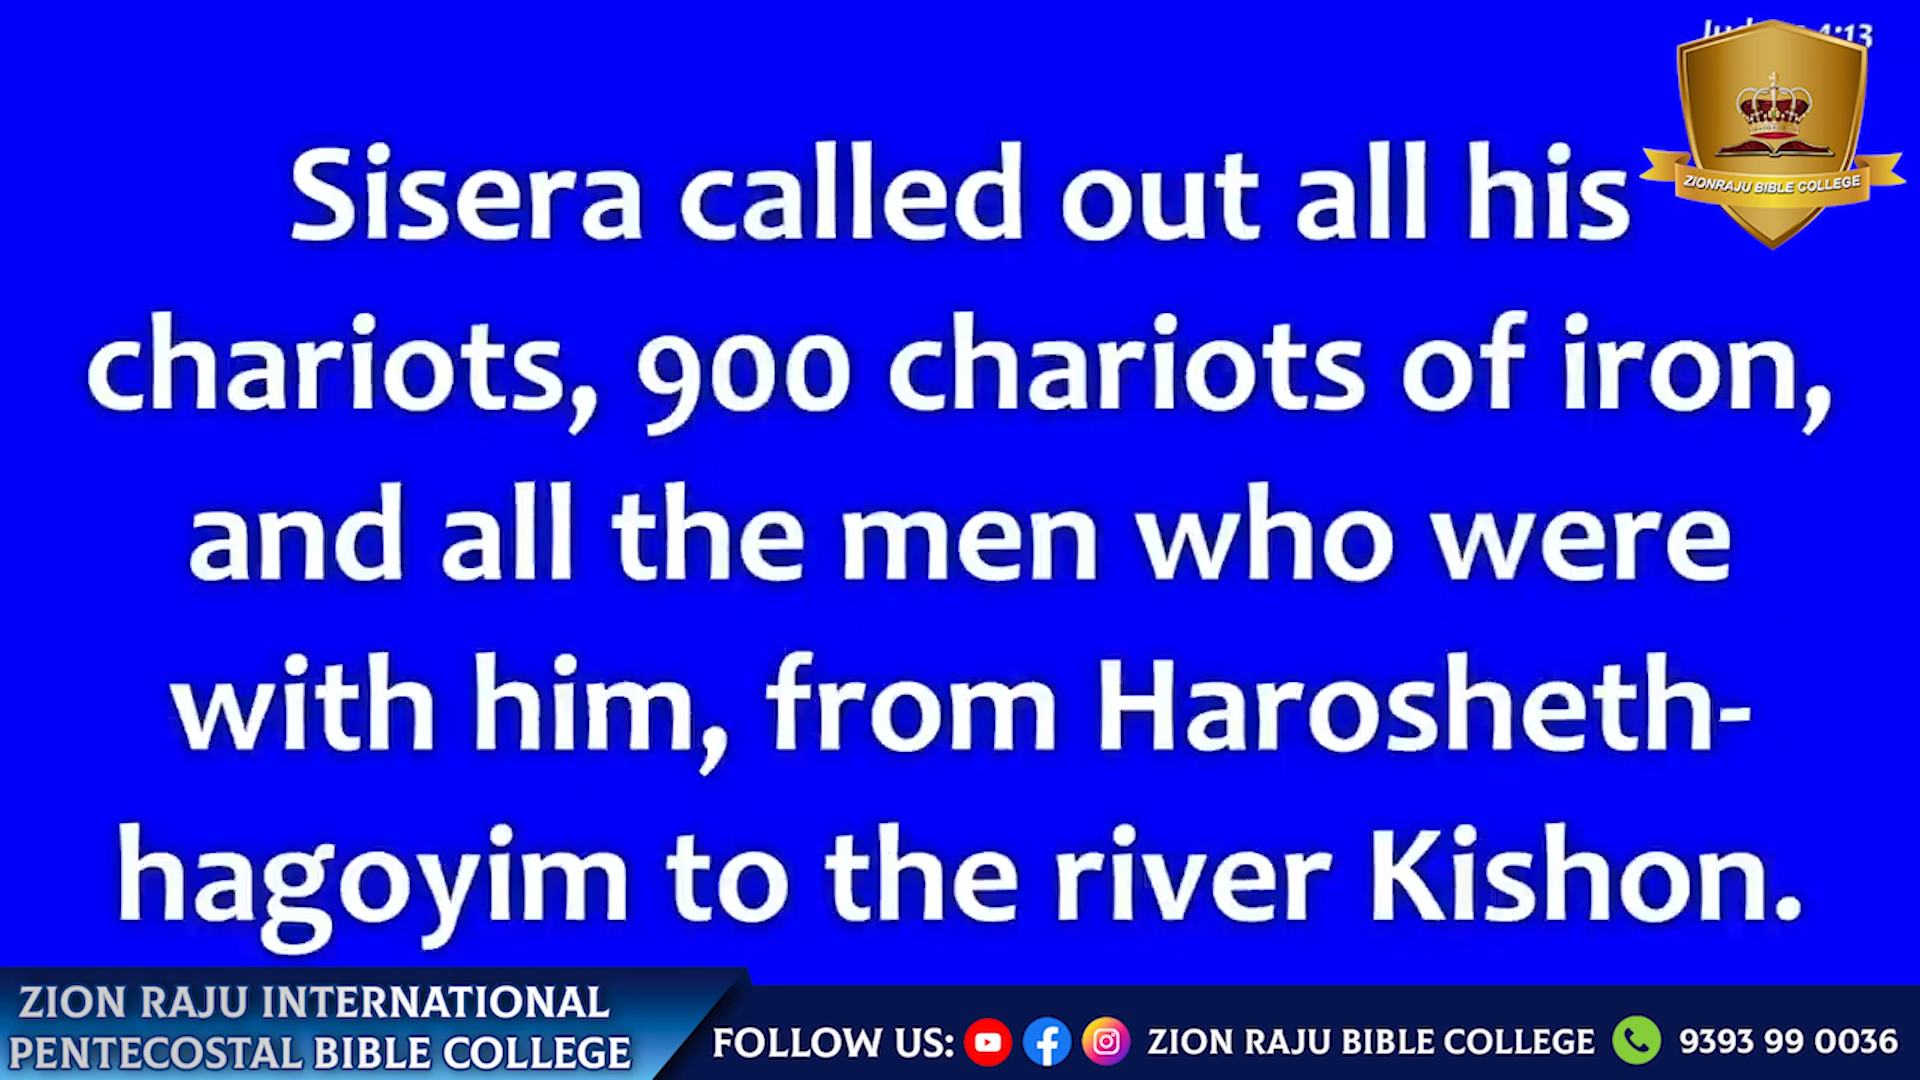 4:13
Sisera called out all his
chariots, 900 chariots of iron,
and all the men who were
with him, from Harosheth-
hagoyim to the river Kishon.
ZIONRAJU BIBLE COLLEGE
ZION RAJU INTERNATIONAL
PENTECOSTAL BIBLE COLLEGE
FOLLOW US: ZION RAJU BIBLE COLLEGE 9393 99 0036